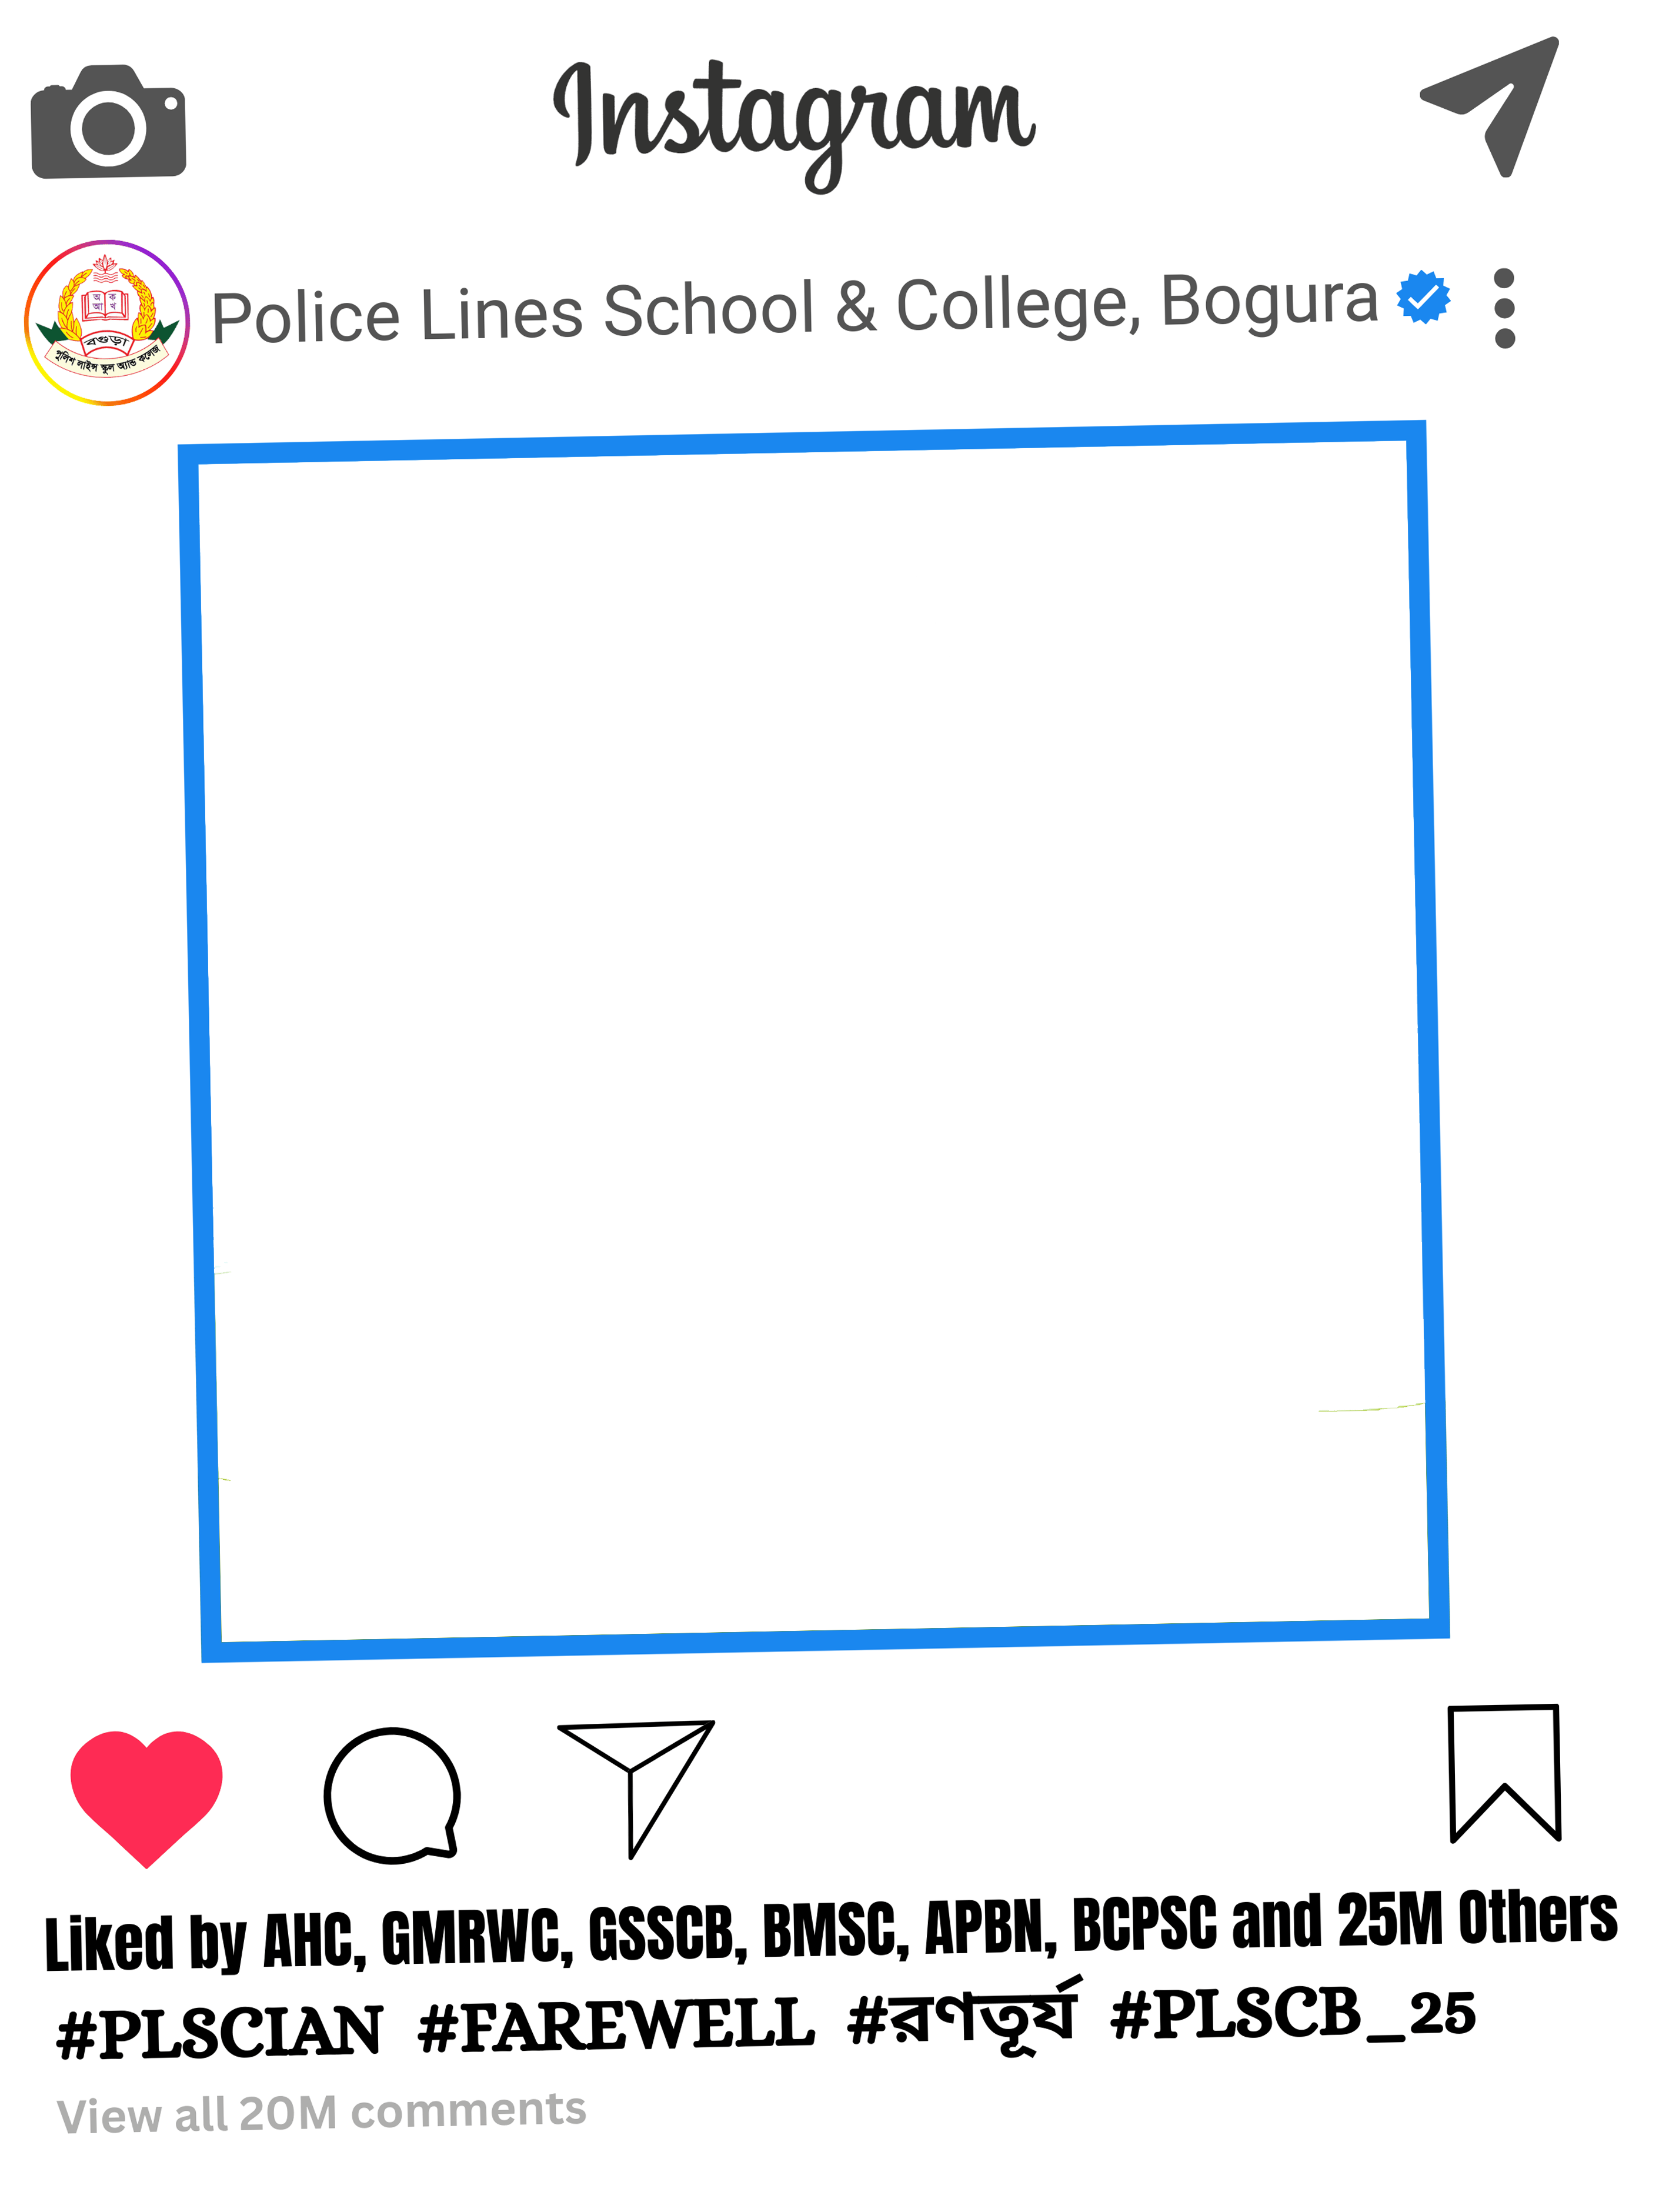 Instagram
অ ক
আ খ
বগুড়া
পুলিশ লাইন্স স্কুল অ্যান্ড কলেজ
Police Lines School & College, Bogura
Liked by AHC, GMRWC, GSSCB, BMSC, APBN, BCPSC and 25M Others
#PLSCIAN #FAREWELL #রণতূর্য #PLSCB_25
View all 20M comments